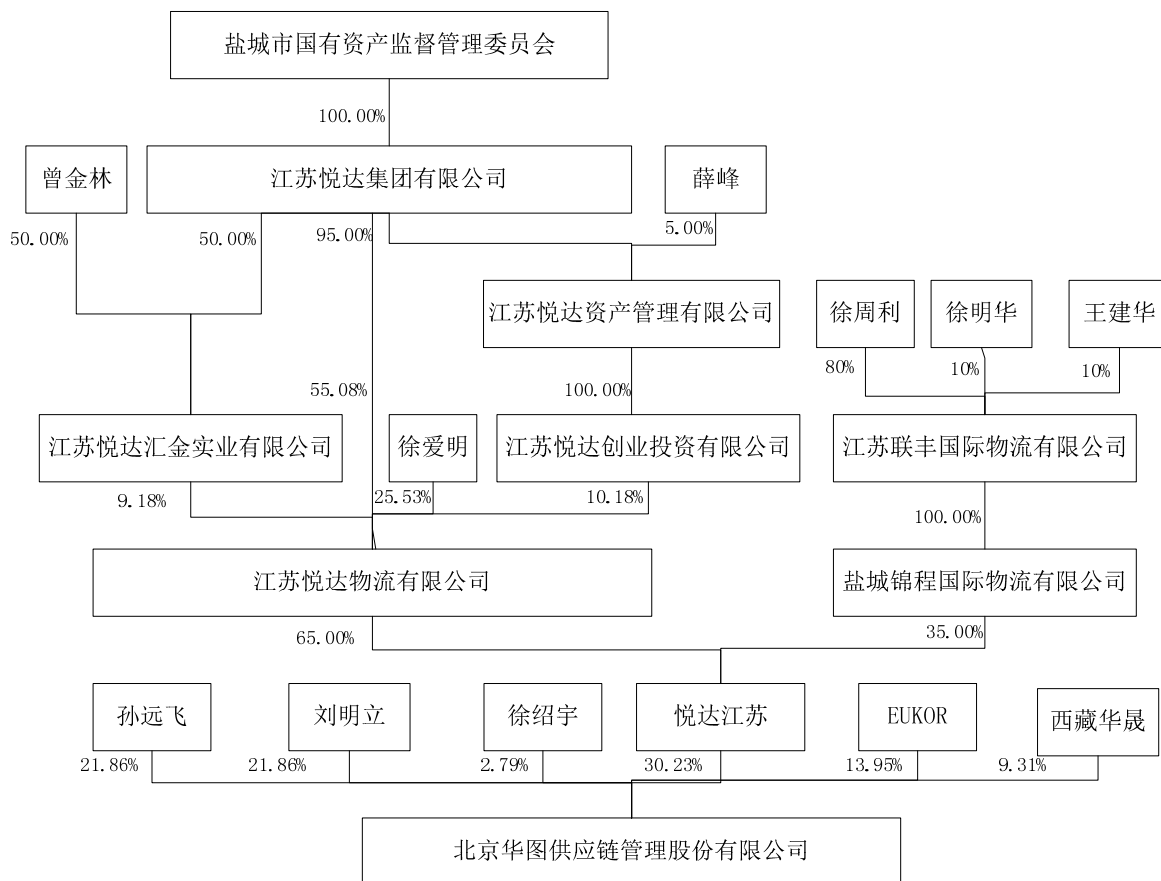 盐城市国有资产监督管理委员会
100.00%
曾金林
江苏悦达集团有限公司
薛峰
50.00%
50.00%
95.00%
5.00%
江苏悦达资产管理有限公司
徐周利
徐明华
王建华
55.08%
100.00%
80%
10%
10%
江苏悦达汇金实业有限公司
徐爱明
江苏悦达创业投资有限公司
江苏联丰国际物流有限公司
9.18%
25.53%
10.18%
100.00%
江苏悦达物流有限公司
盐城锦程国际物流有限公司
65.00%
35.00%
孙远飞
刘明立
徐绍宇
悦达江苏
EUKOR
西藏华晟
21.86%
21.86%
2.79%
30.23%
13.95%
9.31%
北京华图供应链管理股份有限公司